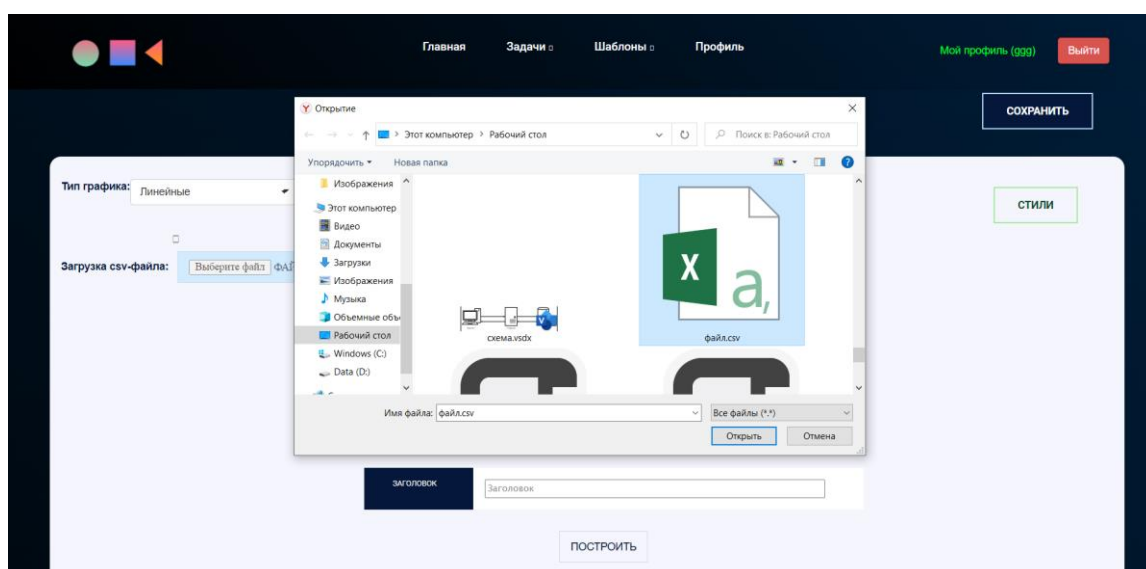 Главная Задачи Шаблоны Профиль Мой профиль (ggg) Выйти
СОХРАНИТЬ
Тип графика: Линейные
СТИЛИ
Загрузка csv-файла: Выберите файл
Открытие
Этот компьютер > Рабочий стол
Поиск в: Рабочий стол
Упорядочить Новая папка
Изображения
Этот компьютер
Видео
Документы
Загрузки
Изображения
Музыка
Объемные объ
Рабочий стол
Windows (C:)
Data (D:)
X a,
схема.vsdx файл.csv
Имя файла: файл.csv Все файлы (*.*)
Открыть Отмена
ЗАГОЛОВОК Заголовок
ПОСТРОИТЬ